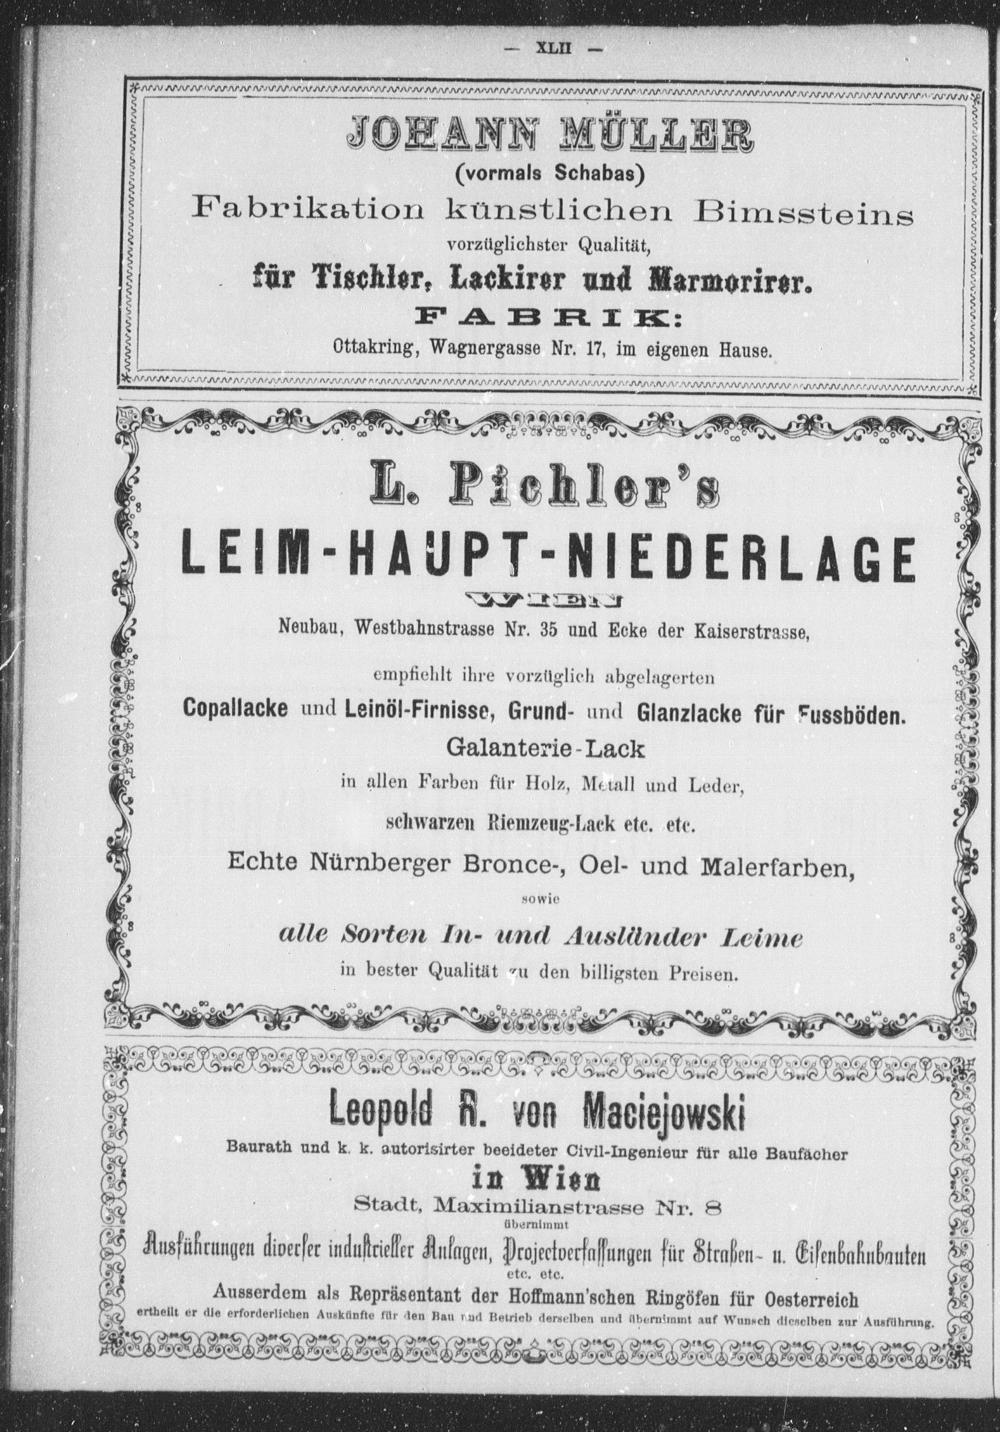 — XLII —
JOHANN MÜLLER
(vormals Schabas)
Fabrikation künstlichen Bimssteins
vorzüglichster Qualität,
für Tischler, Lackirer und Marmorirer.
FABRIK:
Ottakring, Wagnergasse Nr. 17, im eigenen Hause.
L. Pichler's
LEIM-HAUPT-NIEDERLAGE
WIEN
Neubau, Westbahnstrasse Nr. 35 und Ecke der Kaiserstrasse,
empfiehlt ihre vorzüglich abgelagerten
Copallacke und Leinöl-Firnisse, Grund- und Glanzlacke für Fussböden.
Galanterie-Lack
in allen Farben für Holz, Metall und Leder,
schwarzen Riemzeug-Lack etc. etc.
Echte Nürnberger Bronce-, Oel- und Malerfarben,
sowie
alle Sorten In- und Ausländer Leime
in bester Qualität zu den billigsten Preisen.
Leopold R. von Maciejowski
Baurath und k. k. autorisirter beeideter Civil-Ingenieur für alle Baufächer
in Wien
Stadt, Maximilianstrasse Nr. 8
übernimmt
Ausführungen diverser industrieller Anlagen, Projectverfassungen für Straßen- u. Eisenbahnbauten
etc. etc.
Ausserdem als Repräsentant der Hoffmann'schen Ringöfen für Oesterreich
ertheilt er die erforderlichen Auskünfte für den Bau und Betrieb derselben und übernimmt auf Wunsch dieselben zur Ausführung.